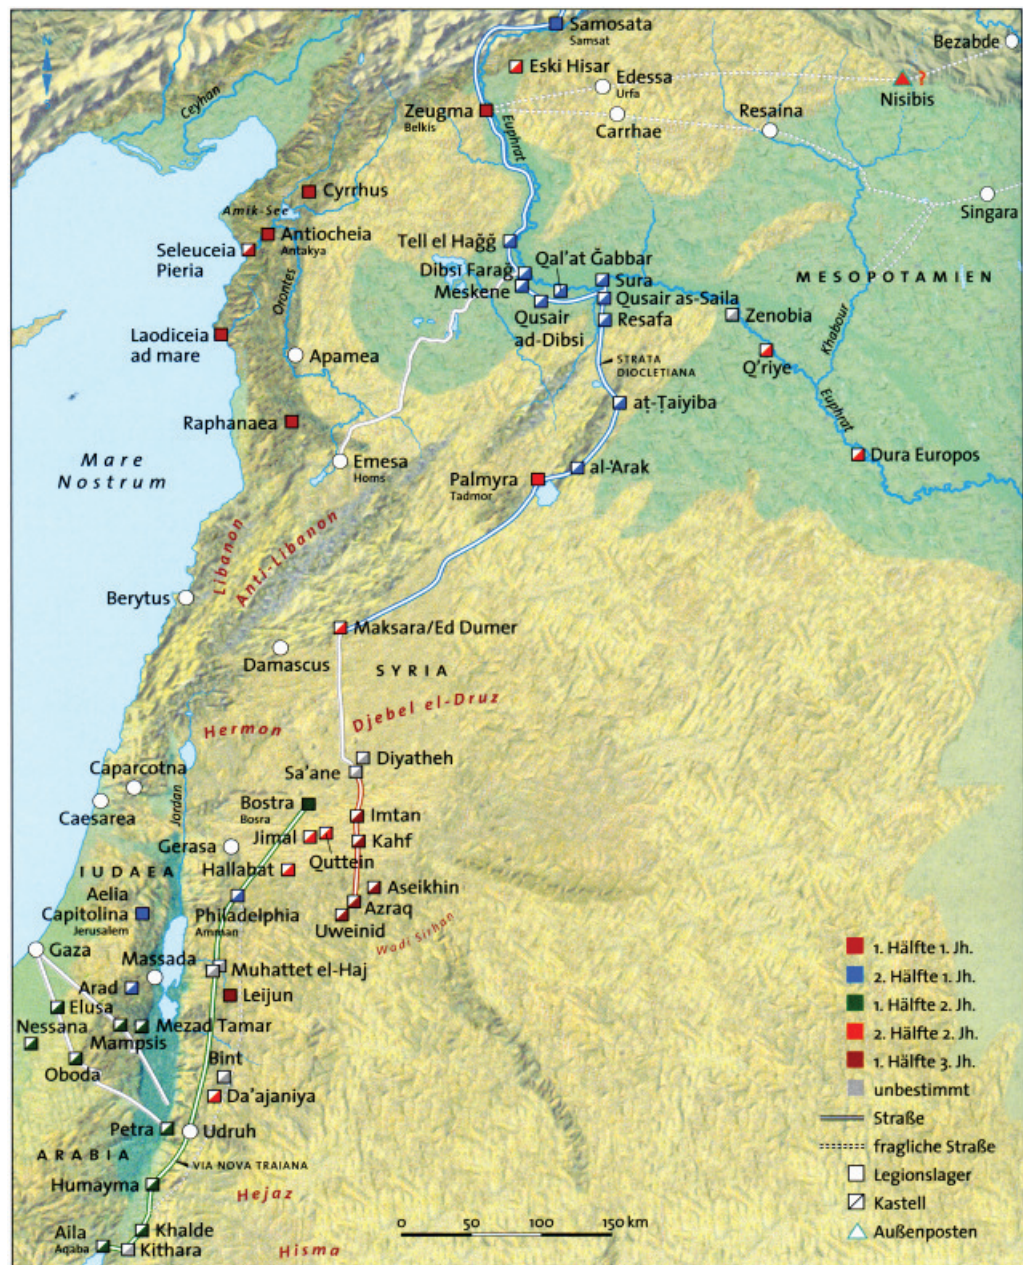 N
Samosata
Samsat
Bezabde
Eski Hisar
Edessa
Urfa
Nisibis
?
Ceyhan
Zeugma
Belkis
Euphrat
Carrhae
Resaina
Cyrrhus
Amik-See
Singara
Antiocheia
Antakya
Seleuceia
Pieria
Tell el Hağğ
Qal'at Ğabbar
Dibsi Farağ
Meskene
Sura
MESOPOTAMIEN
Orontes
Qusair as-Saila
Qusair
ad-Dibsi
Resafa
Zenobia
Khabour
Laodiceia
ad mare
Apamea
STRATA
DIOCLETIANA
Q'riye
aṭ-Ṭaiyiba
Euphrat
Raphanaea
Mare
Nostrum
Emesa
Homs
Palmyra
Tadmor
al-'Arak
Dura Europos
Libanon
Anti-Libanon
Berytus
Maksara/Ed Dumer
Damascus
SYRIA
Hermon
Djebel el-Druz
Diyatheh
Sa'ane
Caparcotna
Caesarea
Jordan
Bostra
Bosra
Imtan
Jimal
Kahf
Gerasa
Quttein
Hallabat
IUDAEA
Aelia
Capitolina
Jerusalem
Aseikhin
Azraq
Philadelphia
Amman
Uweinid
Wadi Sirhan
Gaza
Massada
Muhattet el-Haj
Arad
Leijun
Elusa
Nessana
Mezad Tamar
Mampsis
Oboda
Bint
Da'ajaniya
Petra
Udruh
ARABIA
VIA NOVA TRAIANA
Humayma
Hejaz
Aila
Aqaba
Khalde
Kithara
Hisma
0 50 100 150 km
1. Hälfte 1. Jh.
2. Hälfte 1. Jh.
1. Hälfte 2. Jh.
2. Hälfte 2. Jh.
1. Hälfte 3. Jh.
unbestimmt
Straße
fragliche Straße
Legionslager
Kastell
Außenposten